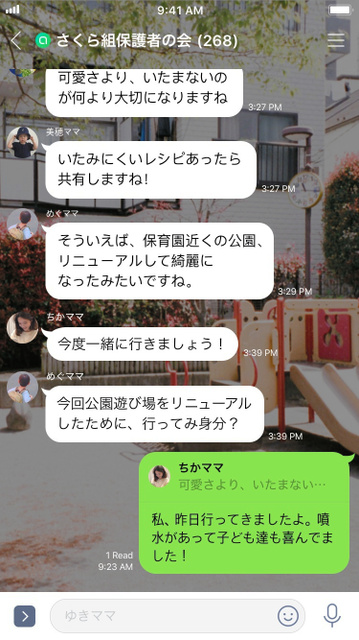 9:41 AM
さくら組保護者の会 (268)
可愛さより、いたまないの
が何より大切になりますね
3:27 PM
美穂ママ
いたみにくいレシピあったら
共有しますね!
3:27 PM
めぐママ
そういえば、保育園近くの公園、
リニューアルして綺麗に
なったみたいですね。
3:29 PM
ちかママ
今度一緒に行きましょう！
3:39 PM
めぐママ
今回公園遊び場をリニューアル
したために、行ってみ身分？
3:39 PM
ちかママ
可愛さより、いたまない…
私、昨日行ってきましたよ。噴
水があって子ども達も喜んでま
ました！
1 Read
9:23 AM
ゆきママ